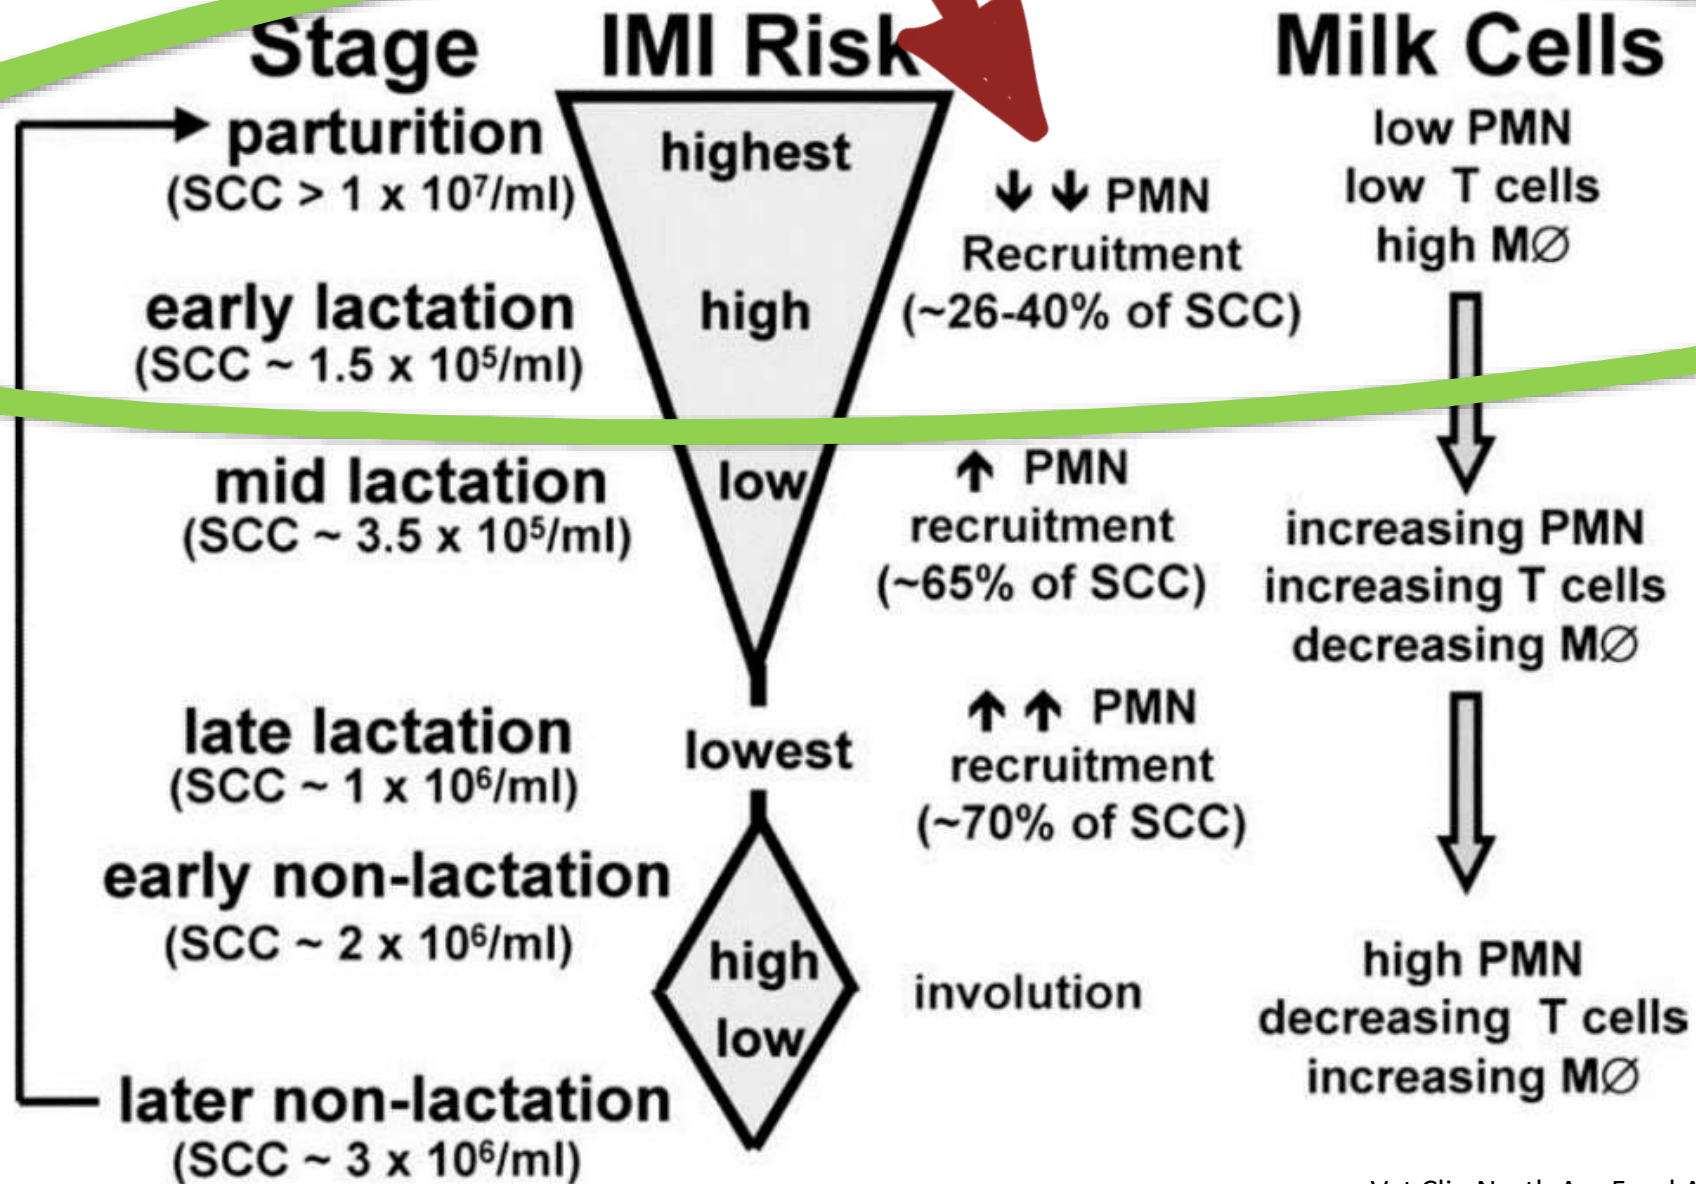 Stage
IMI Risk
Milk Cells
parturition
(SCC > 1 x 10⁷/ml)
highest
↓ ↓ PMN
Recruitment
(~26-40% of SCC)
low PMN
low T cells
high M∅
early lactation
(SCC ~ 1.5 x 10⁵/ml)
high
mid lactation
(SCC ~ 3.5 x 10⁵/ml)
low
↑ PMN
recruitment
(~65% of SCC)
increasing PMN
increasing T cells
decreasing M∅
late lactation
(SCC ~ 1 x 10⁶/ml)
lowest
↑ ↑ PMN
recruitment
(~70% of SCC)
early non-lactation
(SCC ~ 2 x 10⁶/ml)
high
low
involution
high PMN
decreasing T cells
increasing M∅
later non-lactation
(SCC ~ 3 x 10⁶/ml)